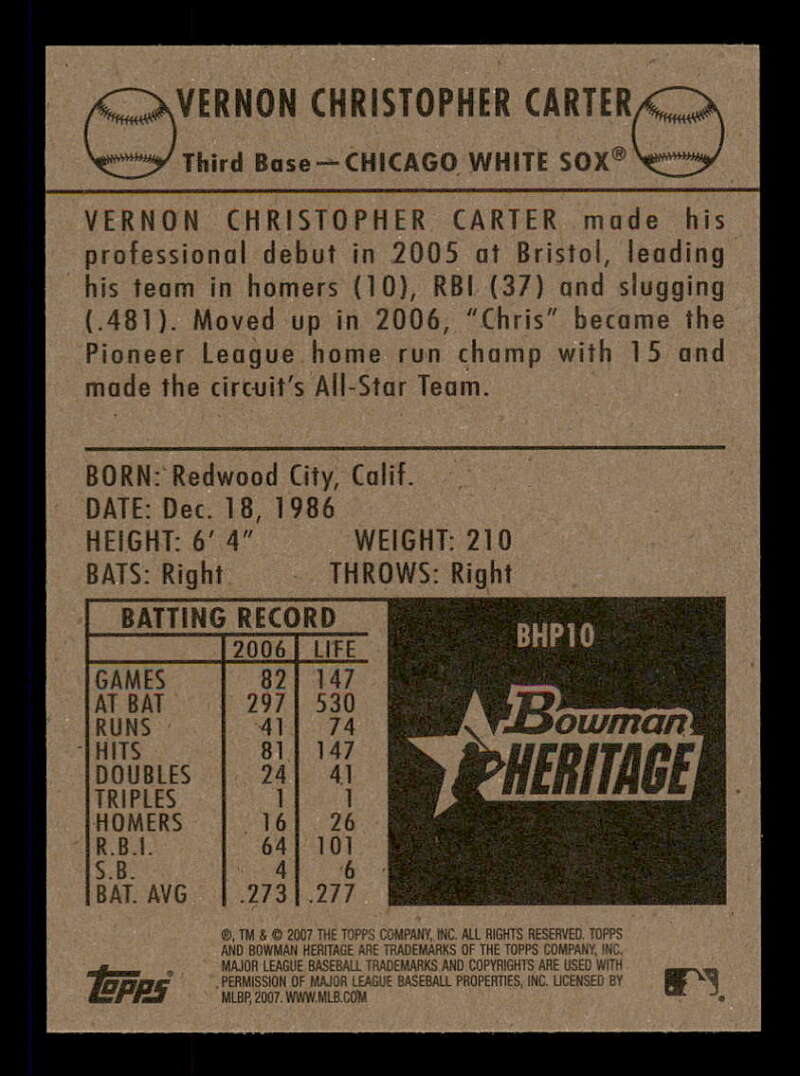 VERNON CHRISTOPHER CARTER
Third Base—CHICAGO WHITE SOX®
VERNON CHRISTOPHER CARTER made his
professional debut in 2005 at Bristol, leading
his team in homers (10), RBI (37) and slugging
(.481). Moved up in 2006, "Chris" became the
Pioneer League home run champ with 15 and
made the circuit's All-Star Team.
BORN: Redwood City, Calif.
DATE: Dec. 18, 1986
HEIGHT: 6' 4" WEIGHT: 210
BATS: Right THROWS: Right
BATTING RECORD
2006 LIFE
GAMES 82 147
AT BAT 297 530
RUNS 41 74
HITS 81 147
DOUBLES 24 41
TRIPLES 1 1
HOMERS 16 26
R.B.I. 64 101
S.B. 4 6
BAT. AVG .273 .277
BHP10
Bowman
HERITAGE
®, TM & © 2007 THE TOPPS COMPANY, INC. ALL RIGHTS RESERVED. TOPPS
AND BOWMAN HERITAGE ARE TRADEMARKS OF THE TOPPS COMPANY, INC.
MAJOR LEAGUE BASEBALL TRADEMARKS AND COPYRIGHTS ARE USED WITH
PERMISSION OF MAJOR LEAGUE BASEBALL PROPERTIES, INC. LICENSED BY
MLBP, 2007. WWW.MLB.COM
Topps®